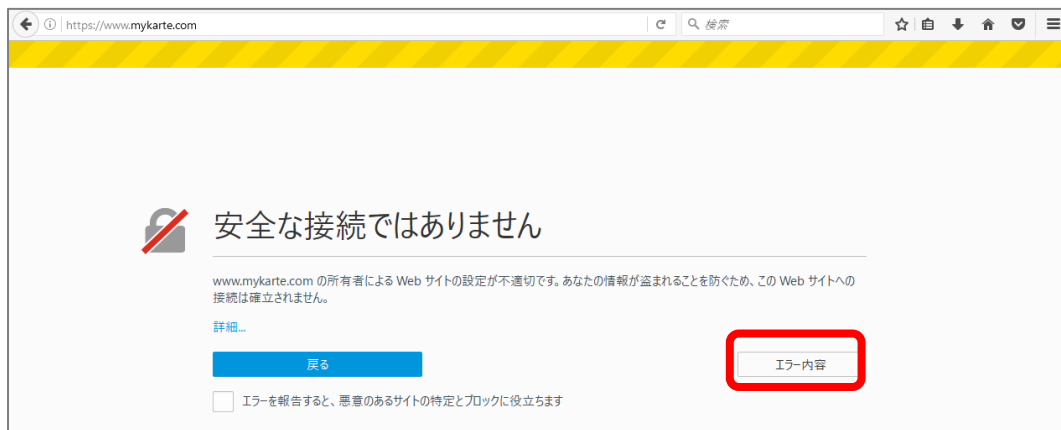 https://www.mykarte.com
検索
安全な接続ではありません
www.mykarte.com の所有者による Web サイトの設定が不適切です。あなたの情報が盗まれることを防ぐため、この Web サイトへの
接続は確立されません。
詳細...
戻る
エラー内容
エラーを報告すると、悪意のあるサイトの特定とブロックに役立ちます